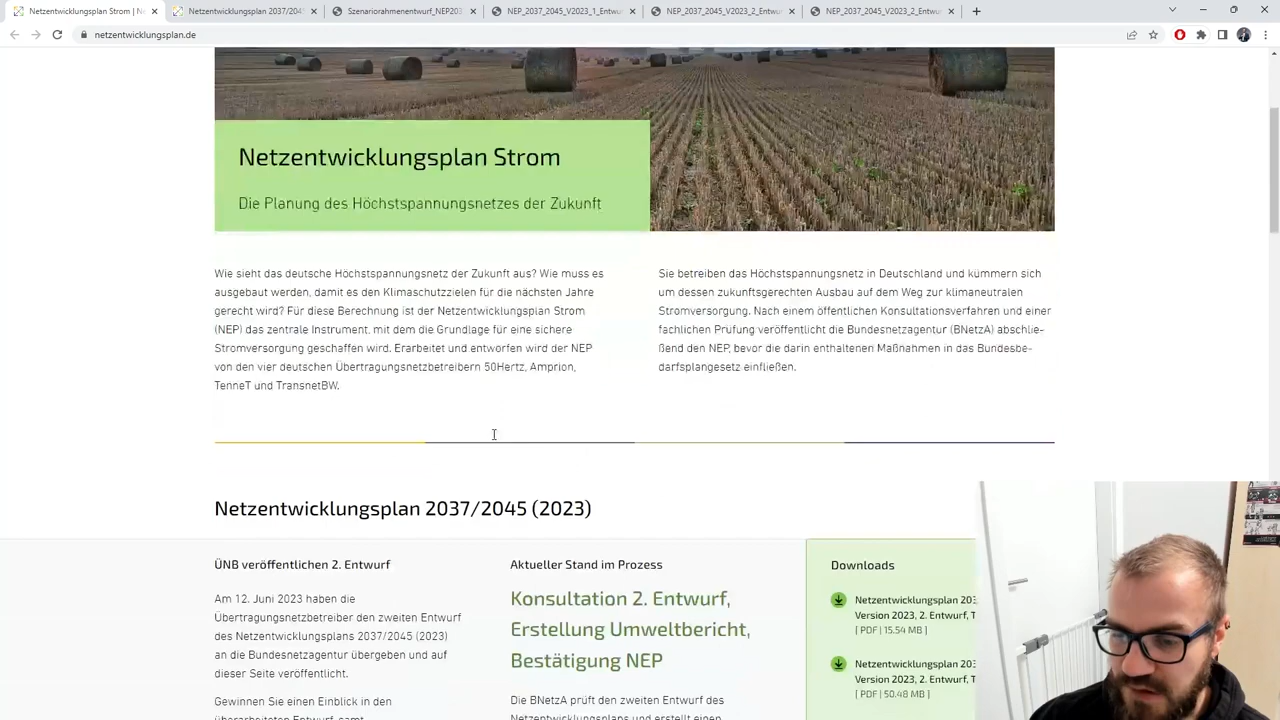 Netzentwicklungsplan Strom | N
Netzentwicklungsplan 2037/2045
Szenariorahmenentwurf_NEP203
NEP_2037_2045_V2023_1_Entwu
NEP_2037_2045_V2023_2_Entwu
NEP_2037_2045_V2023_2_Entwu
netzentwicklungsplan.de
Netzentwicklungsplan Strom
Die Planung des Höchstspannungsnetzes der Zukunft
Wie sieht das deutsche Höchstspannungsnetz der Zukunft aus? Wie muss es
ausgebaut werden, damit es den Klimaschutzzielen für die nächsten Jahre
gerecht wird? Für diese Berechnung ist der Netzentwicklungsplan Strom
(NEP) das zentrale Instrument, mit dem die Grundlage für eine sichere
Stromversorgung geschaffen wird. Erarbeitet und entworfen wird der NEP
von den vier deutschen Übertragungsnetzbetreibern 50Hertz, Amprion,
TenneT und TransnetBW.
Sie betreiben das Höchstspannungsnetz in Deutschland und kümmern sich
um dessen zukunftsgerechten Ausbau auf dem Weg zur klimaneutralen
Stromversorgung. Nach einem öffentlichen Konsultationsverfahren und einer
fachlichen Prüfung veröffentlicht die Bundesnetzagentur (BNetzA) abschlie-
ßend den NEP, bevor die darin enthaltenen Maßnahmen in das Bundesbe-
darfsplangesetz einfließen.
Netzentwicklungsplan 2037/2045 (2023)
ÜNB veröffentlichen 2. Entwurf
Am 12. Juni 2023 haben die
Übertragungsnetzbetreiber den zweiten Entwurf
des Netzentwicklungsplans 2037/2045 (2023)
an die Bundesnetzagentur übergeben und auf
dieser Seite veröffentlicht.
Gewinnen Sie einen Einblick in den
überarbeiteten Entwurf, samt
Aktueller Stand im Prozess
Konsultation 2. Entwurf,
Erstellung Umweltbericht,
Bestätigung NEP
Die BNetzA prüft den zweiten Entwurf des
Netzentwicklungsplans und erstellt einen
Downloads
Netzentwicklungsplan 203
Version 2023, 2. Entwurf, T
[ PDF | 15.54 MB ]
Netzentwicklungsplan 203
Version 2023, 2. Entwurf, T
[ PDF | 50.48 MB ]